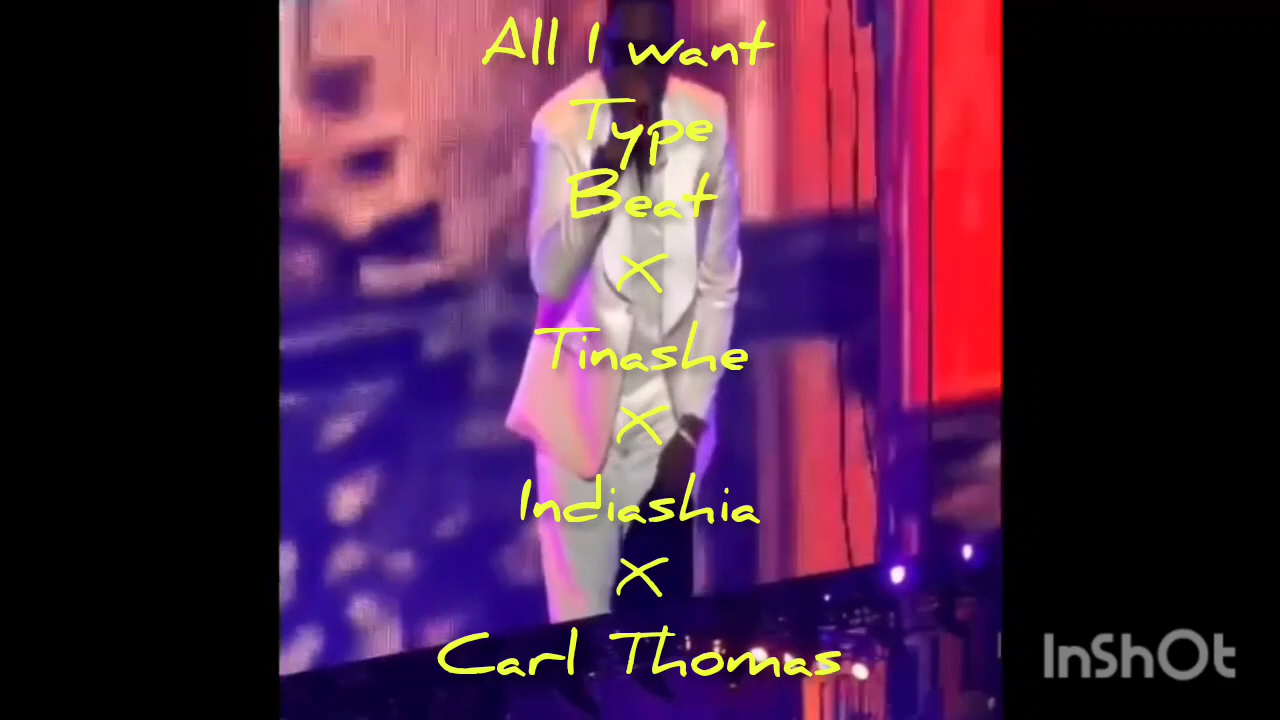 All I want
Type
Beat
X
Tinashe
X
Indiashia
X
Carl Thomas
InShOt